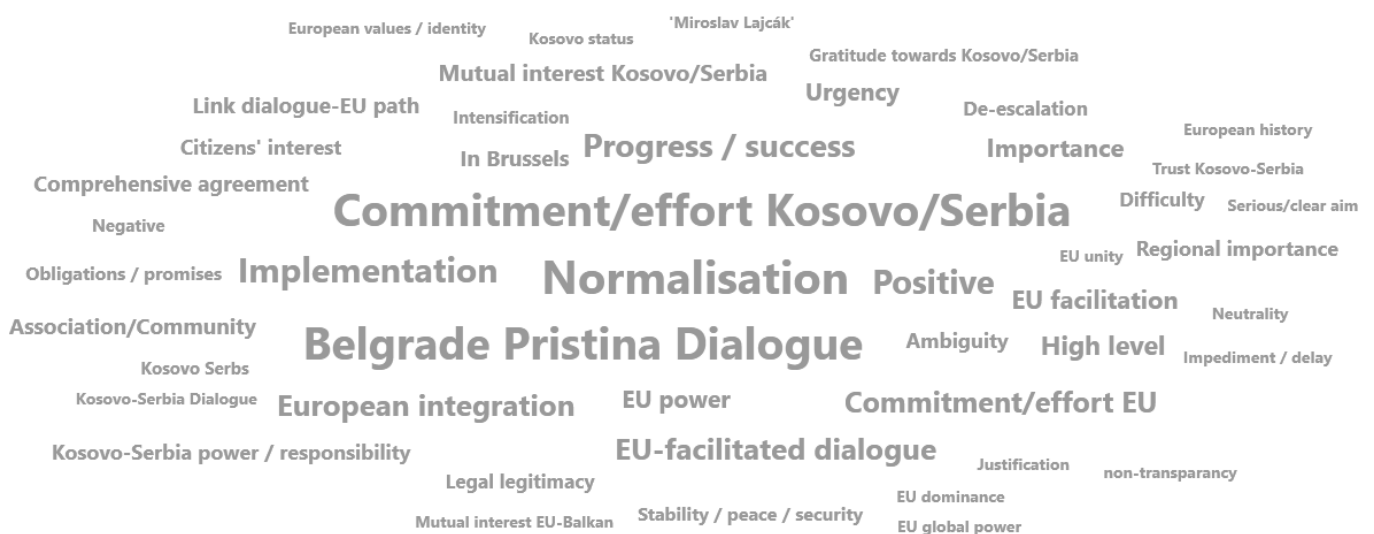 'Miroslav Lajcák'
European values / identity
Kosovo status
Gratitude towards Kosovo/Serbia
Mutual interest Kosovo/Serbia
Urgency
Link dialogue-EU path
De-escalation
Intensification
European history
Citizens' interest
In Brussels
Progress / success
Importance
Trust Kosovo-Serbia
Comprehensive agreement
Commitment/effort Kosovo/Serbia
Difficulty
Serious/clear aim
Negative
Regional importance
EU unity
Obligations / promises
Implementation
Normalisation
Positive
EU facilitation
Neutrality
Association/Community
Belgrade Pristina Dialogue
Ambiguity
High level
Impediment / delay
Kosovo Serbs
Kosovo-Serbia Dialogue
European integration
EU power
Commitment/effort EU
Kosovo-Serbia power / responsibility
EU-facilitated dialogue
Justification
non-transparancy
Legal legitimacy
EU dominance
Mutual interest EU-Balkan
Stability / peace / security
EU global power